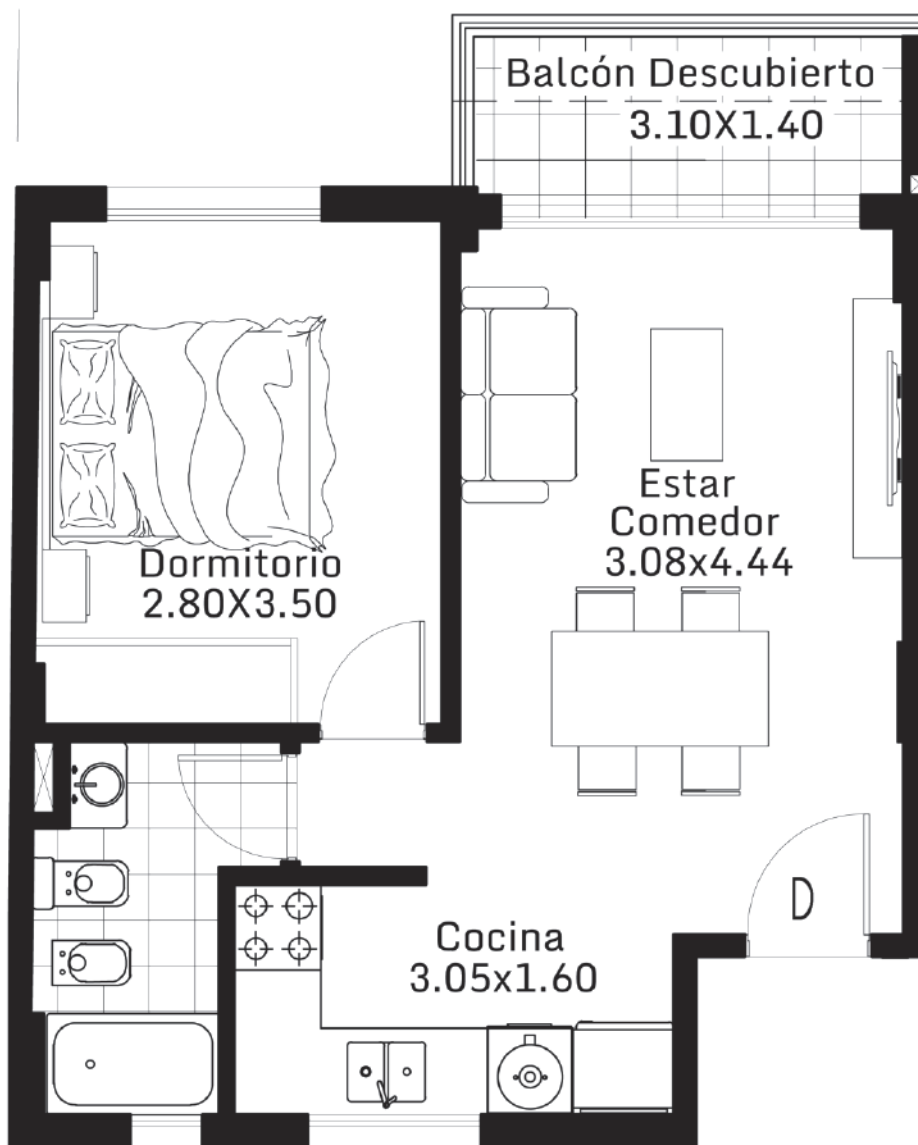 Balcón Descubierto
3.10X1.40
Estar
Comedor
3.08x4.44
Dormitorio
2.80X3.50
D
Cocina
3.05x1.60